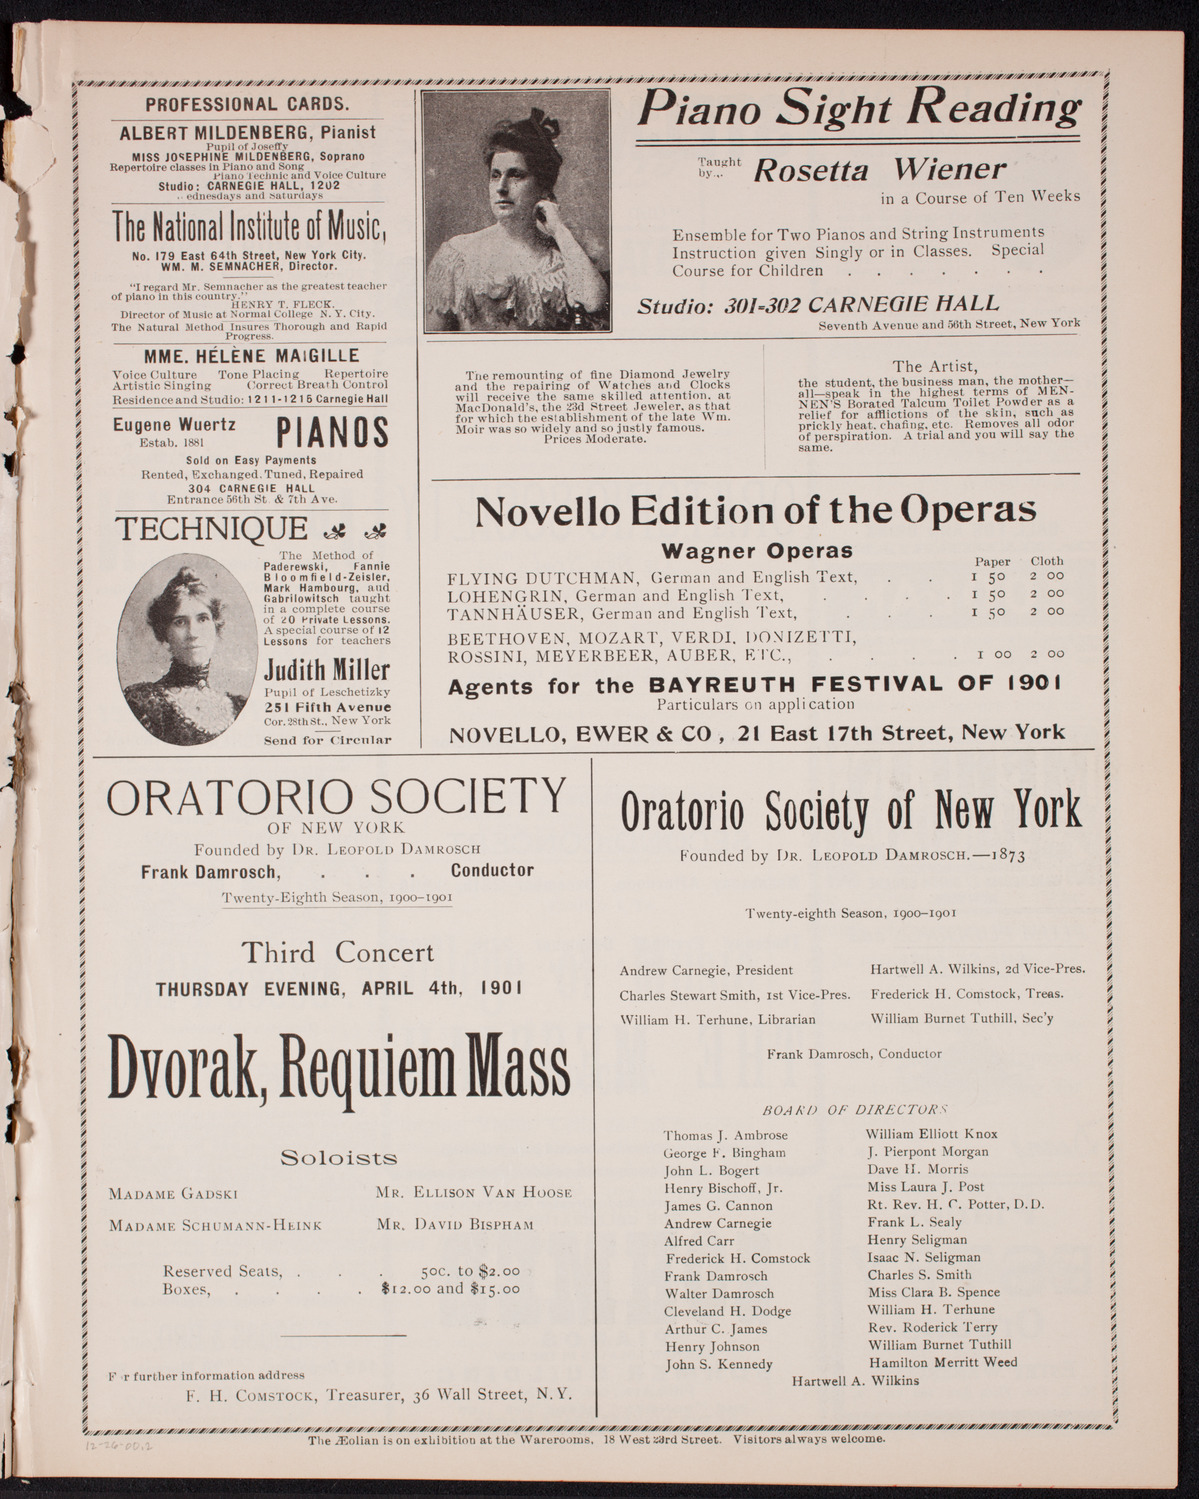 PROFESSIONAL CARDS.
ALBERT MILDENBERG, Pianist
Pupil of Joseffy
MISS JOSEPHINE MILDENBERG, Soprano
Repertoire classes in Piano and Song
Piano Technic and Voice Culture
Studio: CARNEGIE HALL, 1202
ednesdays and Saturdays
The National Institute of Music,
No. 179 East 64th Street, New York City.
WM. M. SEMNACHER, Director.
"I regard Mr. Semnacher as the greatest teacher
of piano in this country."
HENRY T. FLECK.
Director of Music at Normal College N. Y. City.
The Natural Method Insures Thorough and Rapid
Progress.
MME. HÉLÈNE MAIGILLE
Voice Culture Tone Placing Repertoire
Artistic Singing Correct Breath Control
Residence and Studio: 1211-1215 Carnegie Hall
Eugene Wuertz
Estab. 1881
PIANOS
Sold on Easy Payments
Rented, Exchanged, Tuned, Repaired
304 CARNEGIE HALL
Entrance 56th St. & 7th Ave.
TECHNIQUE
The Method of
Paderewski, Fannie
Bloomfield-Zeisler,
Mark Hambourg, and
Gabrilowitsch taught
in a complete course
of 20 Private Lessons.
A special course of 12
Lessons for teachers
Judith Miller
Pupil of Leschetizky
251 Fifth Avenue
Cor. 28th St., New York
Send for Circular
Piano Sight Reading
Taught
by... Rosetta Wiener
in a Course of Ten Weeks
Ensemble for Two Pianos and String Instruments
Instruction given Singly or in Classes. Special
Course for Children . . . . . . .
Studio: 301-302 CARNEGIE HALL
Seventh Avenue and 56th Street, New York
The remounting of fine Diamond Jewelry
and the repairing of Watches and Clocks
will receive the same skilled attention, at
MacDonald's, the 23d Street Jeweler, as that
for which the establishment of the late Wm.
Moir was so widely and so justly famous.
Prices Moderate.
The Artist,
the student, the business man, the mother—
all—speak in the highest terms of MEN-
NEN'S Borated Talcum Toilet Powder as a
relief for afflictions of the skin, such as
prickly heat, chafing, etc. Removes all odor
of perspiration. A trial and you will say the
same.
Novello Edition of the Operas
Wagner Operas
Paper Cloth
FLYING DUTCHMAN, German and English Text, . . 1 50 2 00
LOHENGRIN, German and English Text, . . . . 1 50 2 00
TANNHÄUSER, German and English Text, . . . 1 50 2 00
BEETHOVEN, MOZART, VERDI, DONIZETTI,
ROSSINI, MEYERBEER, AUBER, ETC., . . . . 1 00 2 00
Agents for the BAYREUTH FESTIVAL OF 1901
Particulars on application
NOVELLO, EWER & CO , 21 East 17th Street, New York
ORATORIO SOCIETY
OF NEW YORK
Founded by DR. LEOPOLD DAMROSCH
Frank Damrosch, . . . Conductor
Twenty-Eighth Season, 1900-1901
Third Concert
THURSDAY EVENING, APRIL 4th, 1901
Dvorak, Requiem Mass
Soloists
MADAME GADSKI MR. ELLISON VAN HOOSE
MADAME SCHUMANN-HEINK MR. DAVID BISPHAM
Reserved Seats, . . . 50c. to $2.00
Boxes, . . . . $12.00 and $15.00
F r further information address
F. H. COMSTOCK, Treasurer, 36 Wall Street, N.Y.
Oratorio Society of New York
Founded by DR. LEOPOLD DAMROSCH.—1873
Twenty-eighth Season, 1900-1901
Andrew Carnegie, President Hartwell A. Wilkins, 2d Vice-Pres.
Charles Stewart Smith, 1st Vice-Pres. Frederick H. Comstock, Treas.
William H. Terhune, Librarian William Burnet Tuthill, Sec'y
Frank Damrosch, Conductor
BOARD OF DIRECTORS
Thomas J. Ambrose William Elliott Knox
George F. Bingham J. Pierpont Morgan
John L. Bogert Dave H. Morris
Henry Bischoff, Jr. Miss Laura J. Post
James G. Cannon Rt. Rev. H. C. Potter, D.D.
Andrew Carnegie Frank L. Sealy
Alfred Carr Henry Seligman
Frederick H. Comstock Isaac N. Seligman
Frank Damrosch Charles S. Smith
Walter Damrosch Miss Clara B. Spence
Cleveland H. Dodge William H. Terhune
Arthur C. James Rev. Roderick Terry
Henry Johnson William Burnet Tuthill
John S. Kennedy Hamilton Merritt Weed
Hartwell A. Wilkins
The Æolian is on exhibition at the Warerooms, 18 West 23rd Street. Visitors always welcome.
12-26-00.2